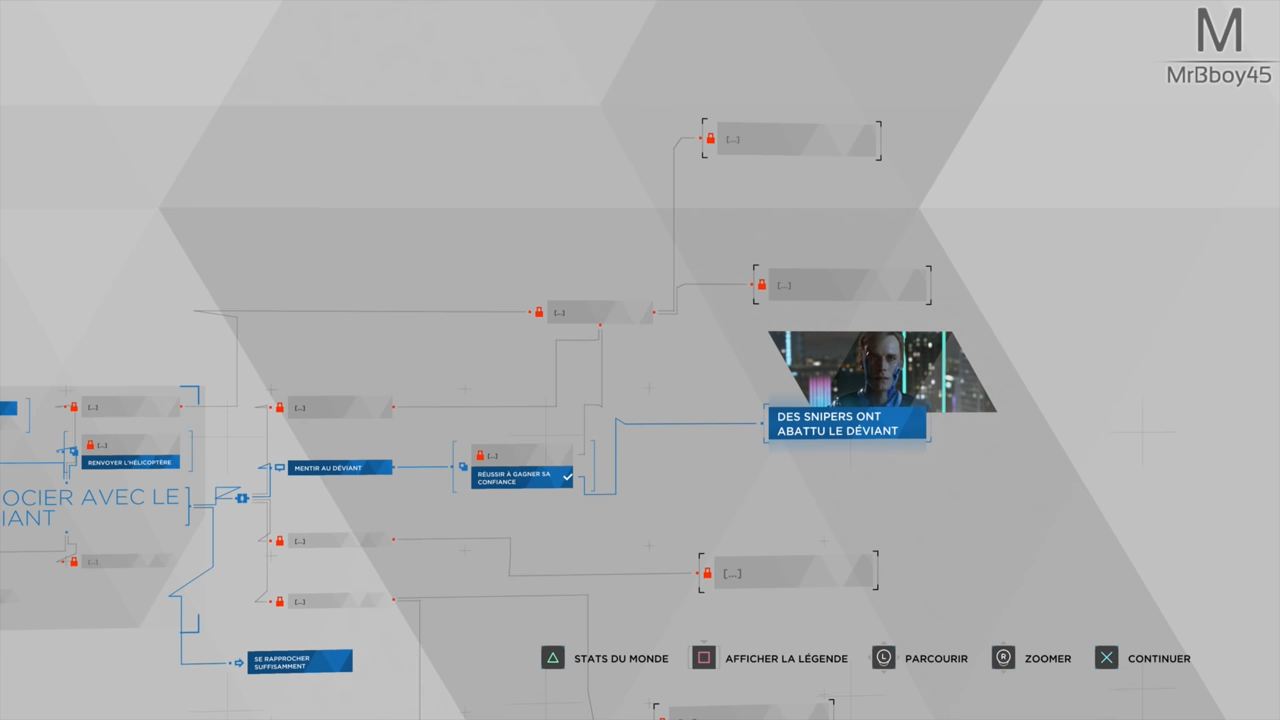 M
MrBboy45
[...]
[...]
[...]
[...]
[...]
[...]
RENVOYER L'HÉLICOPTÈRE
DES SNIPERS ONT
ABATTU LE DÉVIANT
MENTIR AU DÉVIANT
[...]
RÉUSSIR À GAGNER SA
CONFIANCE
OCIER AVEC LE
IANT
[...]
[...]
[...]
[...]
SE RAPPROCHER
SUFFISAMMENT
STATS DU MONDE
AFFICHER LA LÉGENDE
L
PARCOURIR
R
ZOOMER
CONTINUER